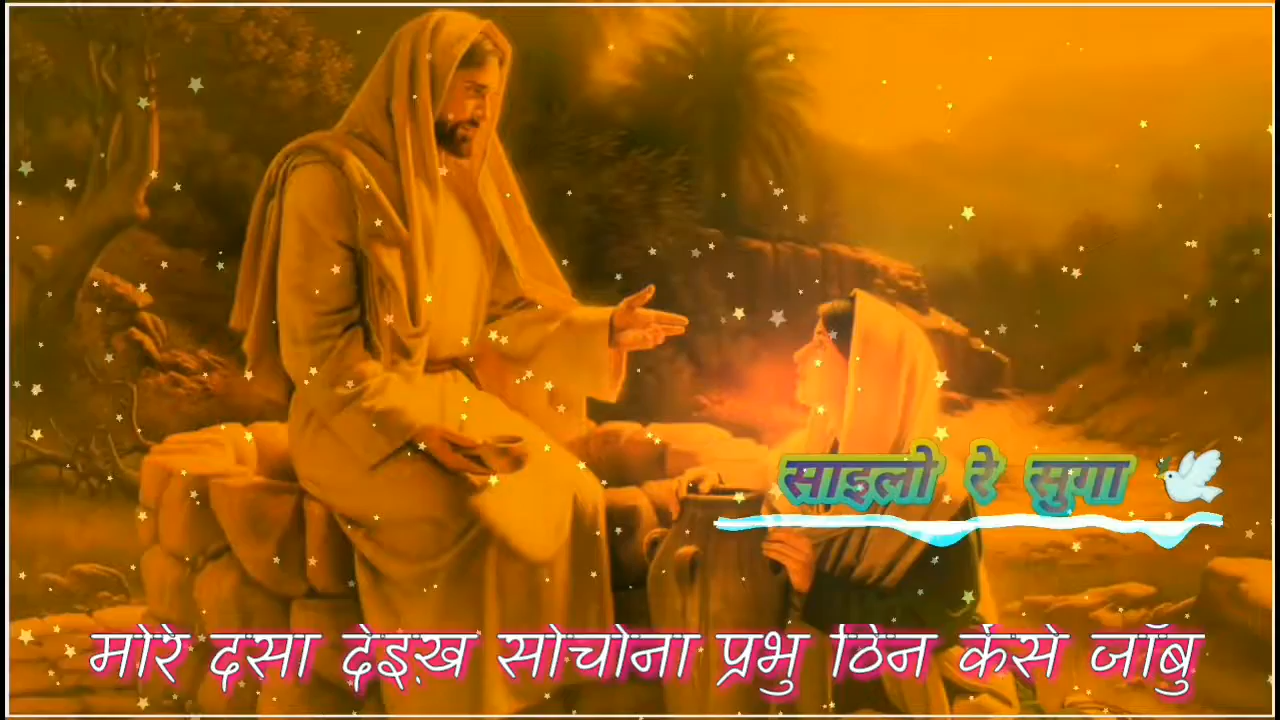 साइलो रे सुगा 🕊️
मोरे दसा देइख़ सोचोना प्रभु ठिन केसे जाँबु